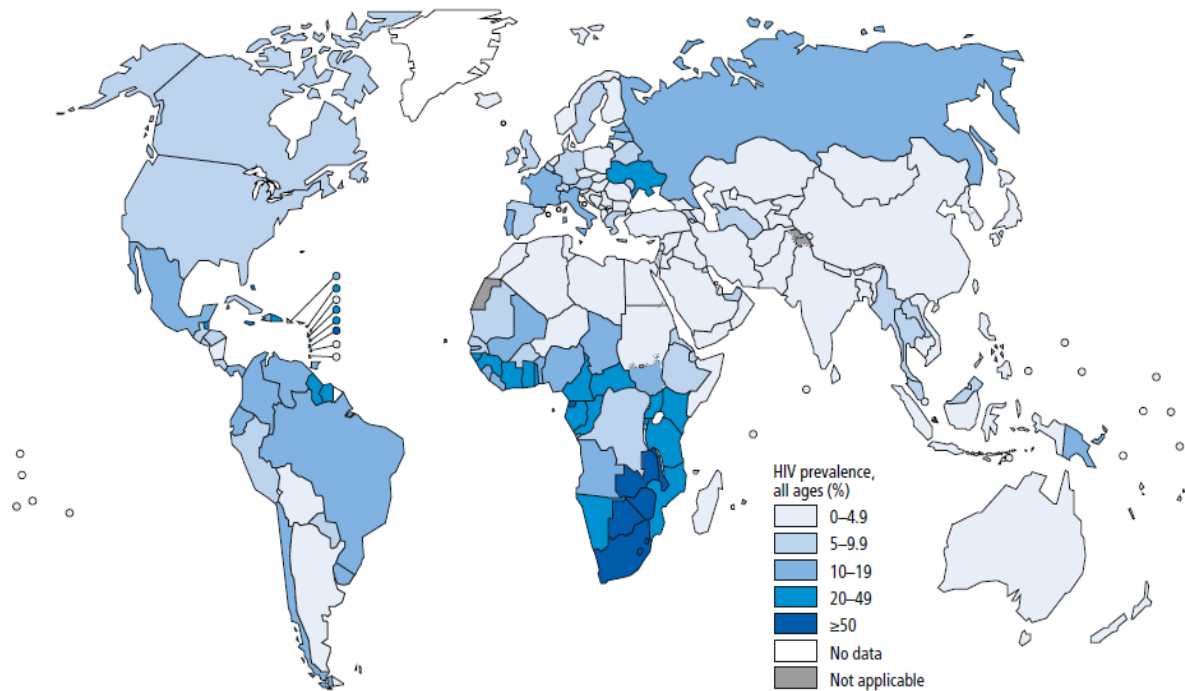 HIV prevalence,
all ages (%)
0–4.9
5–9.9
10–19
20–49
≥50
No data
Not applicable